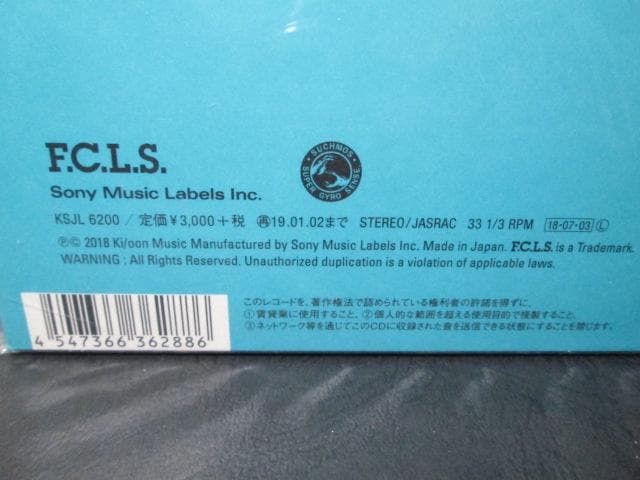 F.C.L.S.
SUCHMOS
SUPER GYRO SENSE
Sony Music Labels Inc.
KSJL 6200 / 定価¥3,000+税 再19.01.02まで STEREO/JASRAC 33 1/3 RPM 18-07-03 L
℗© 2018 Ki/oon Music Manufactured by Sony Music Labels Inc. Made in Japan. F.C.L.S. is a Trademark.
WARNING : All Rights Reserved. Unauthorized duplication is a violation of applicable laws.
このレコードを、著作権法で認められている権利者の許諾を得ずに、
①賃貸業に使用すること、②個人的な範囲を超える使用目的で複製すること、
③ネットワーク等を通じてこのCDに収録された音を送信できる状態にすることを禁じます。
4 547366 362886